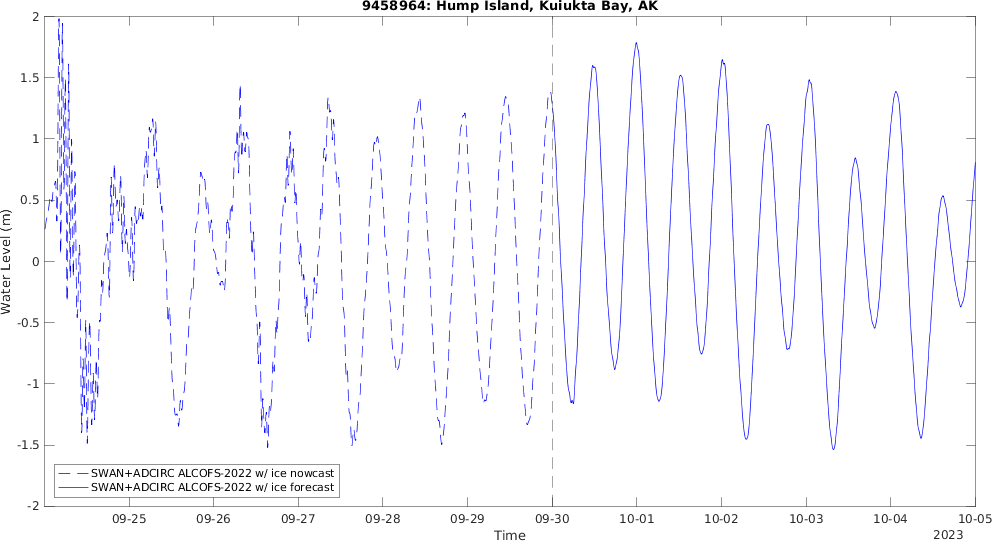 9458964: Hump Island, Kuiukta Bay, AK
2
1.5
1
0.5
0
-0.5
-1
-1.5
-2
Water Level (m)
SWAN+ADCIRC ALCOFS-2022 w/ ice nowcast
SWAN+ADCIRC ALCOFS-2022 w/ ice forecast
09-25 09-26 09-27 09-28 09-29 09-30 10-01 10-02 10-03 10-04 10-05
Time
2023